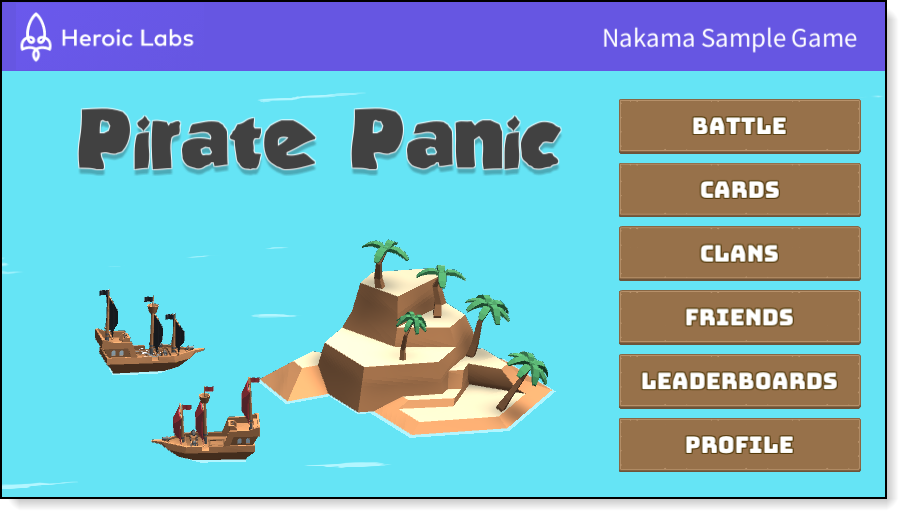 Heroic Labs
Nakama Sample Game
Pirate Panic
BATTLE
CARDS
CLANS
FRIENDS
LEADERBOARDS
PROFILE